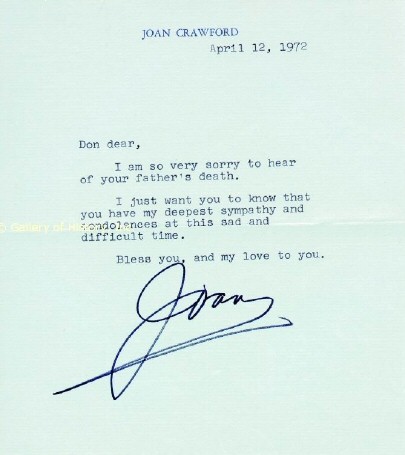 JOAN CRAWFORD
April 12, 1972
Don dear,
I am so very sorry to hear
of your father's death.
I just want you to know that
you have my deepest sympathy and
condolences at this sad and
difficult time.
Bless you, and my love to you.
Joan